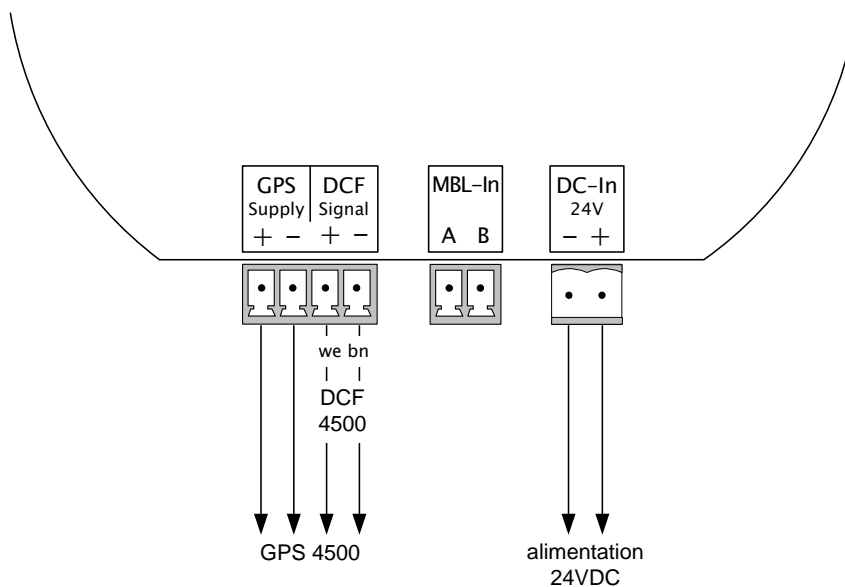 GPS DCF
Supply Signal
+ − + −
MBL–In
A B
DC–In
24V
− +
we bn
DCF
4500
GPS 4500
alimentation
24VDC